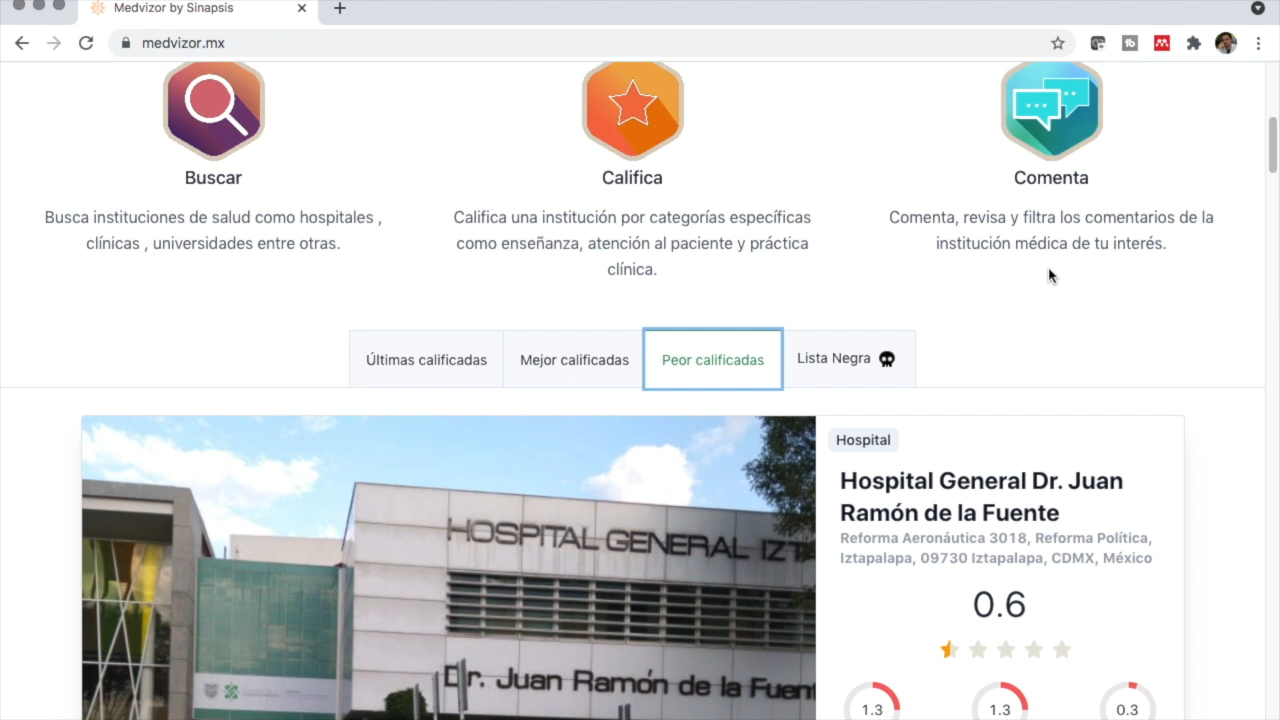 Medvizor by Sinapsis
medvizor.mx
Buscar
Busca instituciones de salud como hospitales ,
clínicas , universidades entre otras.
Califica
Califica una institución por categorías específicas
como enseñanza, atención al paciente y práctica
clínica.
Comenta
Comenta, revisa y filtra los comentarios de la
institución médica de tu interés.
Últimas calificadas
Mejor calificadas
Peor calificadas
Lista Negra
HOSPITAL GENERAL IZT
Dr. Juan Ramón de la Fuent
Hospital
Hospital General Dr. Juan
Ramón de la Fuente
Reforma Aeronáutica 3018, Reforma Política,
Iztapalapa, 09730 Iztapalapa, CDMX, México
0.6
1.3
1.3
0.3